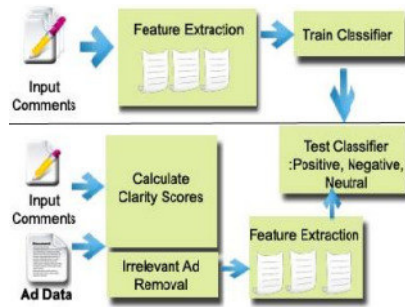 Feature Extraction
Train Classifier
Input
Comments
Test Classifier
:Positive, Negative,
Neutral
Calculate
Clarity Scores
Input
Comments
Feature Extraction
Irrelevant Ad
Removal
Ad Data